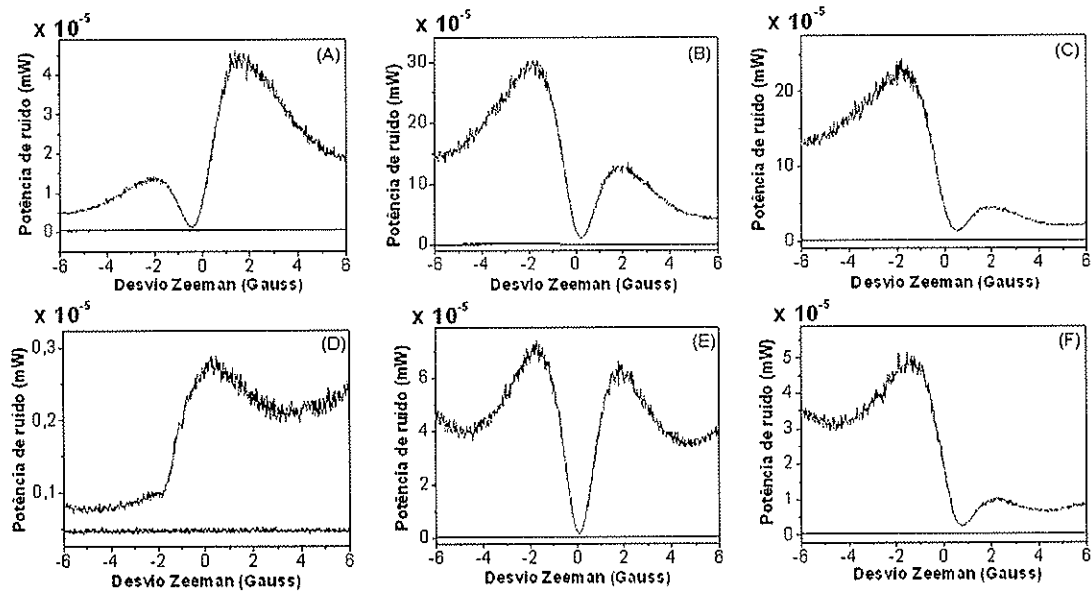 X 10⁻⁵
Potência de ruído (mW)
4
3
2
1
0
(A)
-6 -4 -2 0 2 4 6
Desvio Zeeman (Gauss)
X 10⁻⁵
Potência de ruído (mW)
30
20
10
0
(B)
-6 -4 -2 0 2 4 6
Desvio Zeeman (Gauss)
X 10⁻⁵
Potência de ruído (mW)
20
10
0
(C)
-6 -4 -2 0 2 4 6
Desvio Zeeman (Gauss)
X 10⁻⁵
Potência de ruído (mW)
0,3
0,2
0,1
(D)
-6 -4 -2 0 2 4 6
Desvio Zeeman (Gauss)
X 10⁻⁵
Potência de ruído (mW)
6
4
2
0
(E)
-6 -4 -2 0 2 4 6
Desvio Zeeman (Gauss)
X 10⁻⁵
Potência de ruído (mW)
5
4
3
2
1
0
(F)
-6 -4 -2 0 2 4 6
Desvio Zeeman (Gauss)